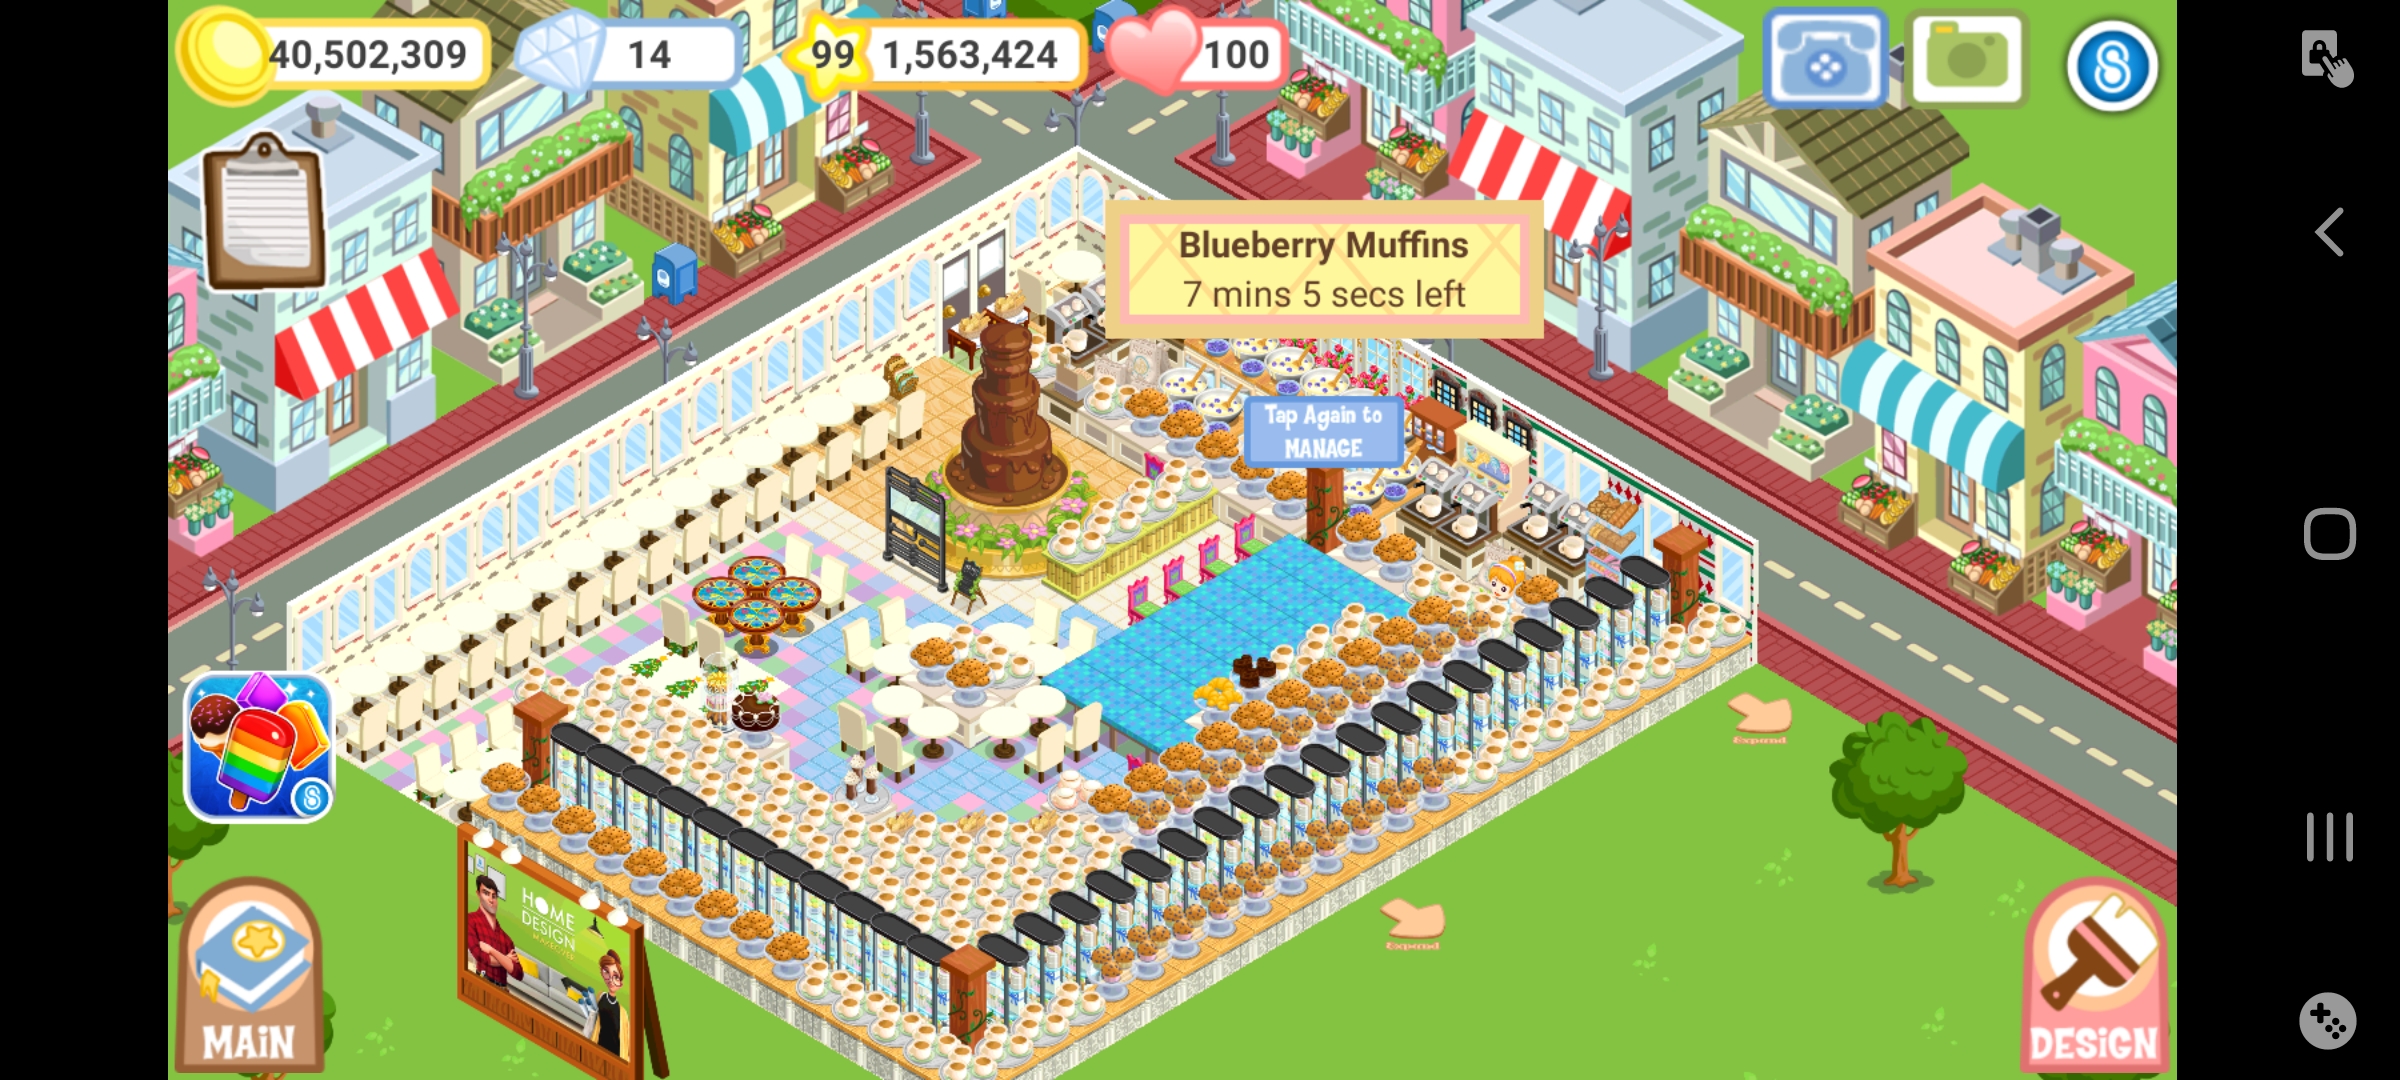 40,502,309
14
99
1,563,424
100
Blueberry Muffins
7 mins 5 secs left
Tap Again to
MANAGE
Expand
Expand
HOME
DESIGN
MAKEOVER
MAiN
DESiGN